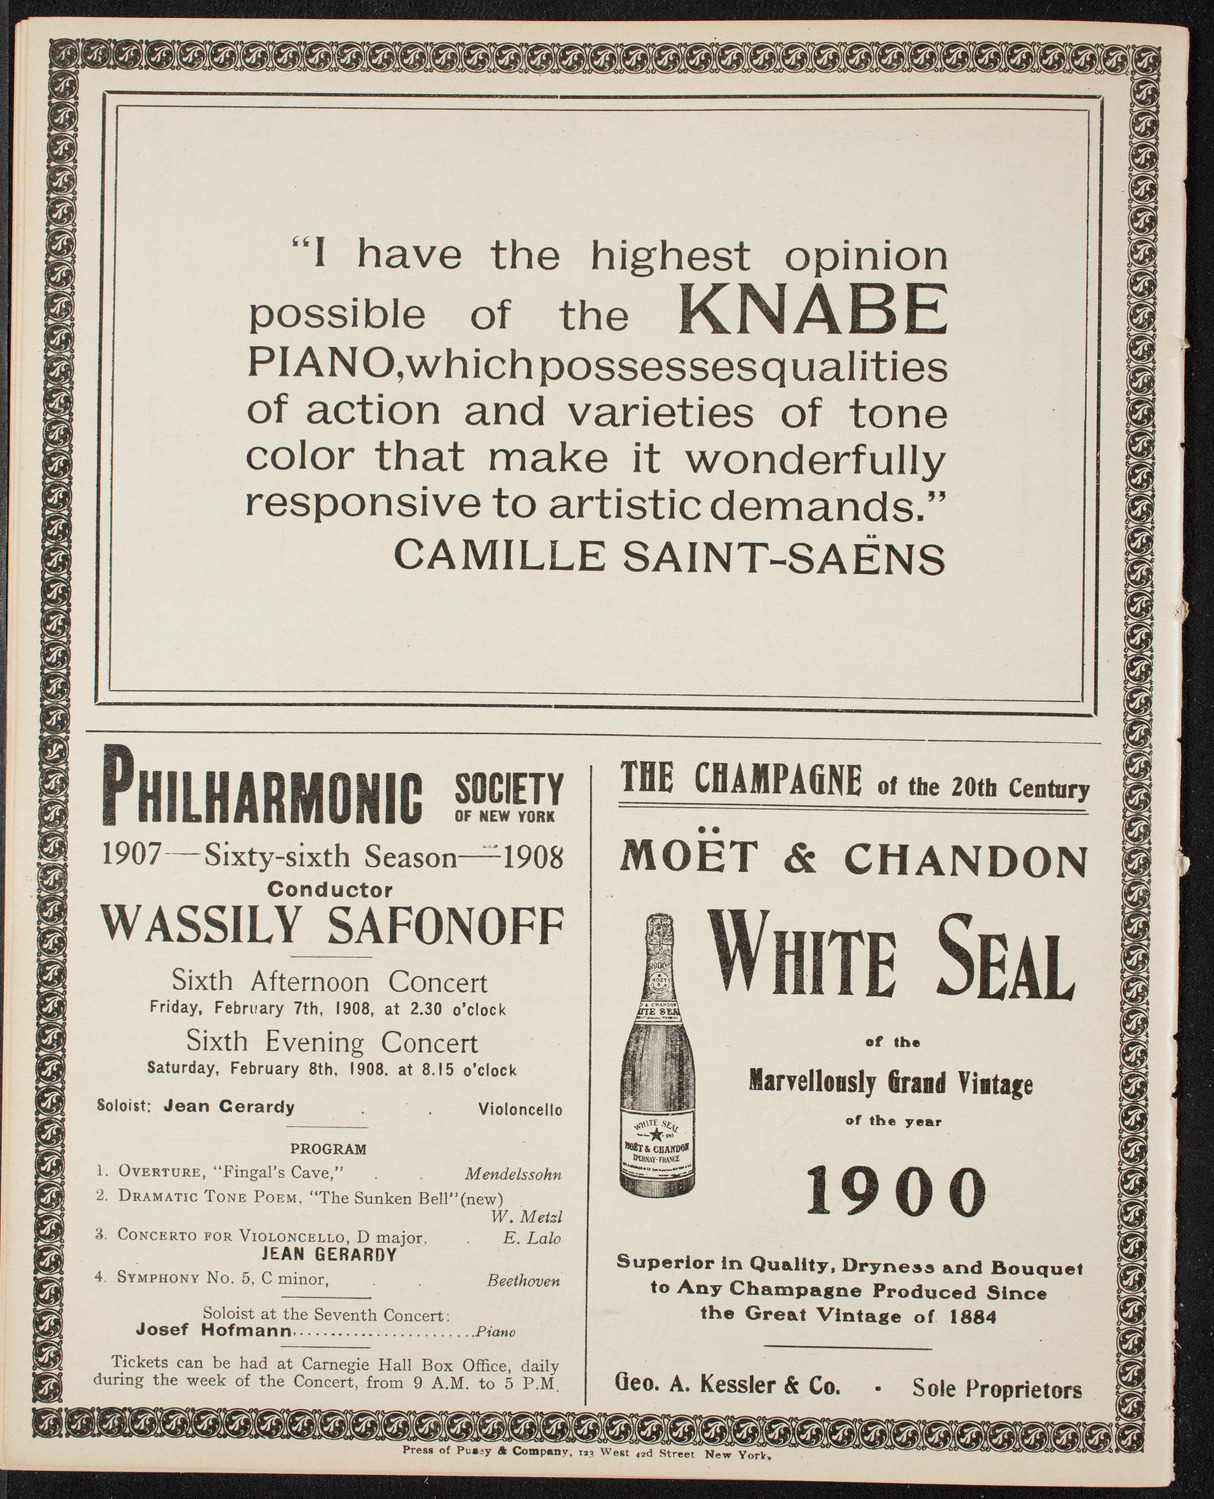 “I have the highest opinion
possible of the KNABE
PIANO, which possesses qualities
of action and varieties of tone
color that make it wonderfully
responsive to artistic demands.”
CAMILLE SAINT-SAËNS
PHILHARMONIC SOCIETY
OF NEW YORK
1907—Sixty-sixth Season—1908
Conductor
WASSILY SAFONOFF
Sixth Afternoon Concert
Friday, February 7th, 1908, at 2.30 o'clock
Sixth Evening Concert
Saturday, February 8th, 1908. at 8.15 o'clock
Soloist: Jean Gerardy . . Violoncello
PROGRAM
1. OVERTURE, “Fingal's Cave,” . . Mendelssohn
2. DRAMATIC TONE POEM, “The Sunken Bell” (new)
W. Metzl
3. CONCERTO FOR VIOLONCELLO, D major, . E. Lalo
JEAN GERARDY
4. SYMPHONY No. 5, C minor, . . Beethoven
Soloist at the Seventh Concert:
Josef Hofmann.........................Piano
Tickets can be had at Carnegie Hall Box Office, daily
during the week of the Concert, from 9 A.M. to 5 P.M.
THE CHAMPAGNE of the 20th Century
MOËT & CHANDON
WHITE SEAL
of the
Marvellously Grand Vintage
of the year
1900
WHITE SEAL
MOËT & CHANDON
EPERNAY-FRANCE
Superior in Quality, Dryness and Bouquet
to Any Champagne Produced Since
the Great Vintage of 1884
Geo. A. Kessler & Co. · Sole Proprietors
Press of Pusey & Company, 123 West 42d Street New York.